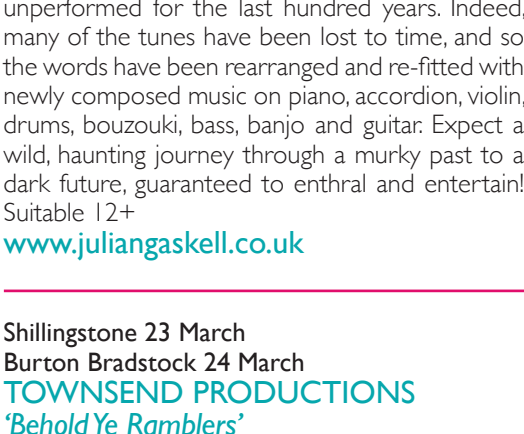 unperformed for the last hundred years. Indeed,
many of the tunes have been lost to time, and so
the words have been rearranged and re-fitted with
newly composed music on piano, accordion, violin,
drums, bouzouki, bass, banjo and guitar. Expect a
wild, haunting journey through a murky past to a
dark future, guaranteed to enthral and entertain!
Suitable 12+
www.juliangaskell.co.uk
Shillingstone 23 March
Burton Bradstock 24 March
TOWNSEND PRODUCTIONS
‘Behold Ye Ramblers’